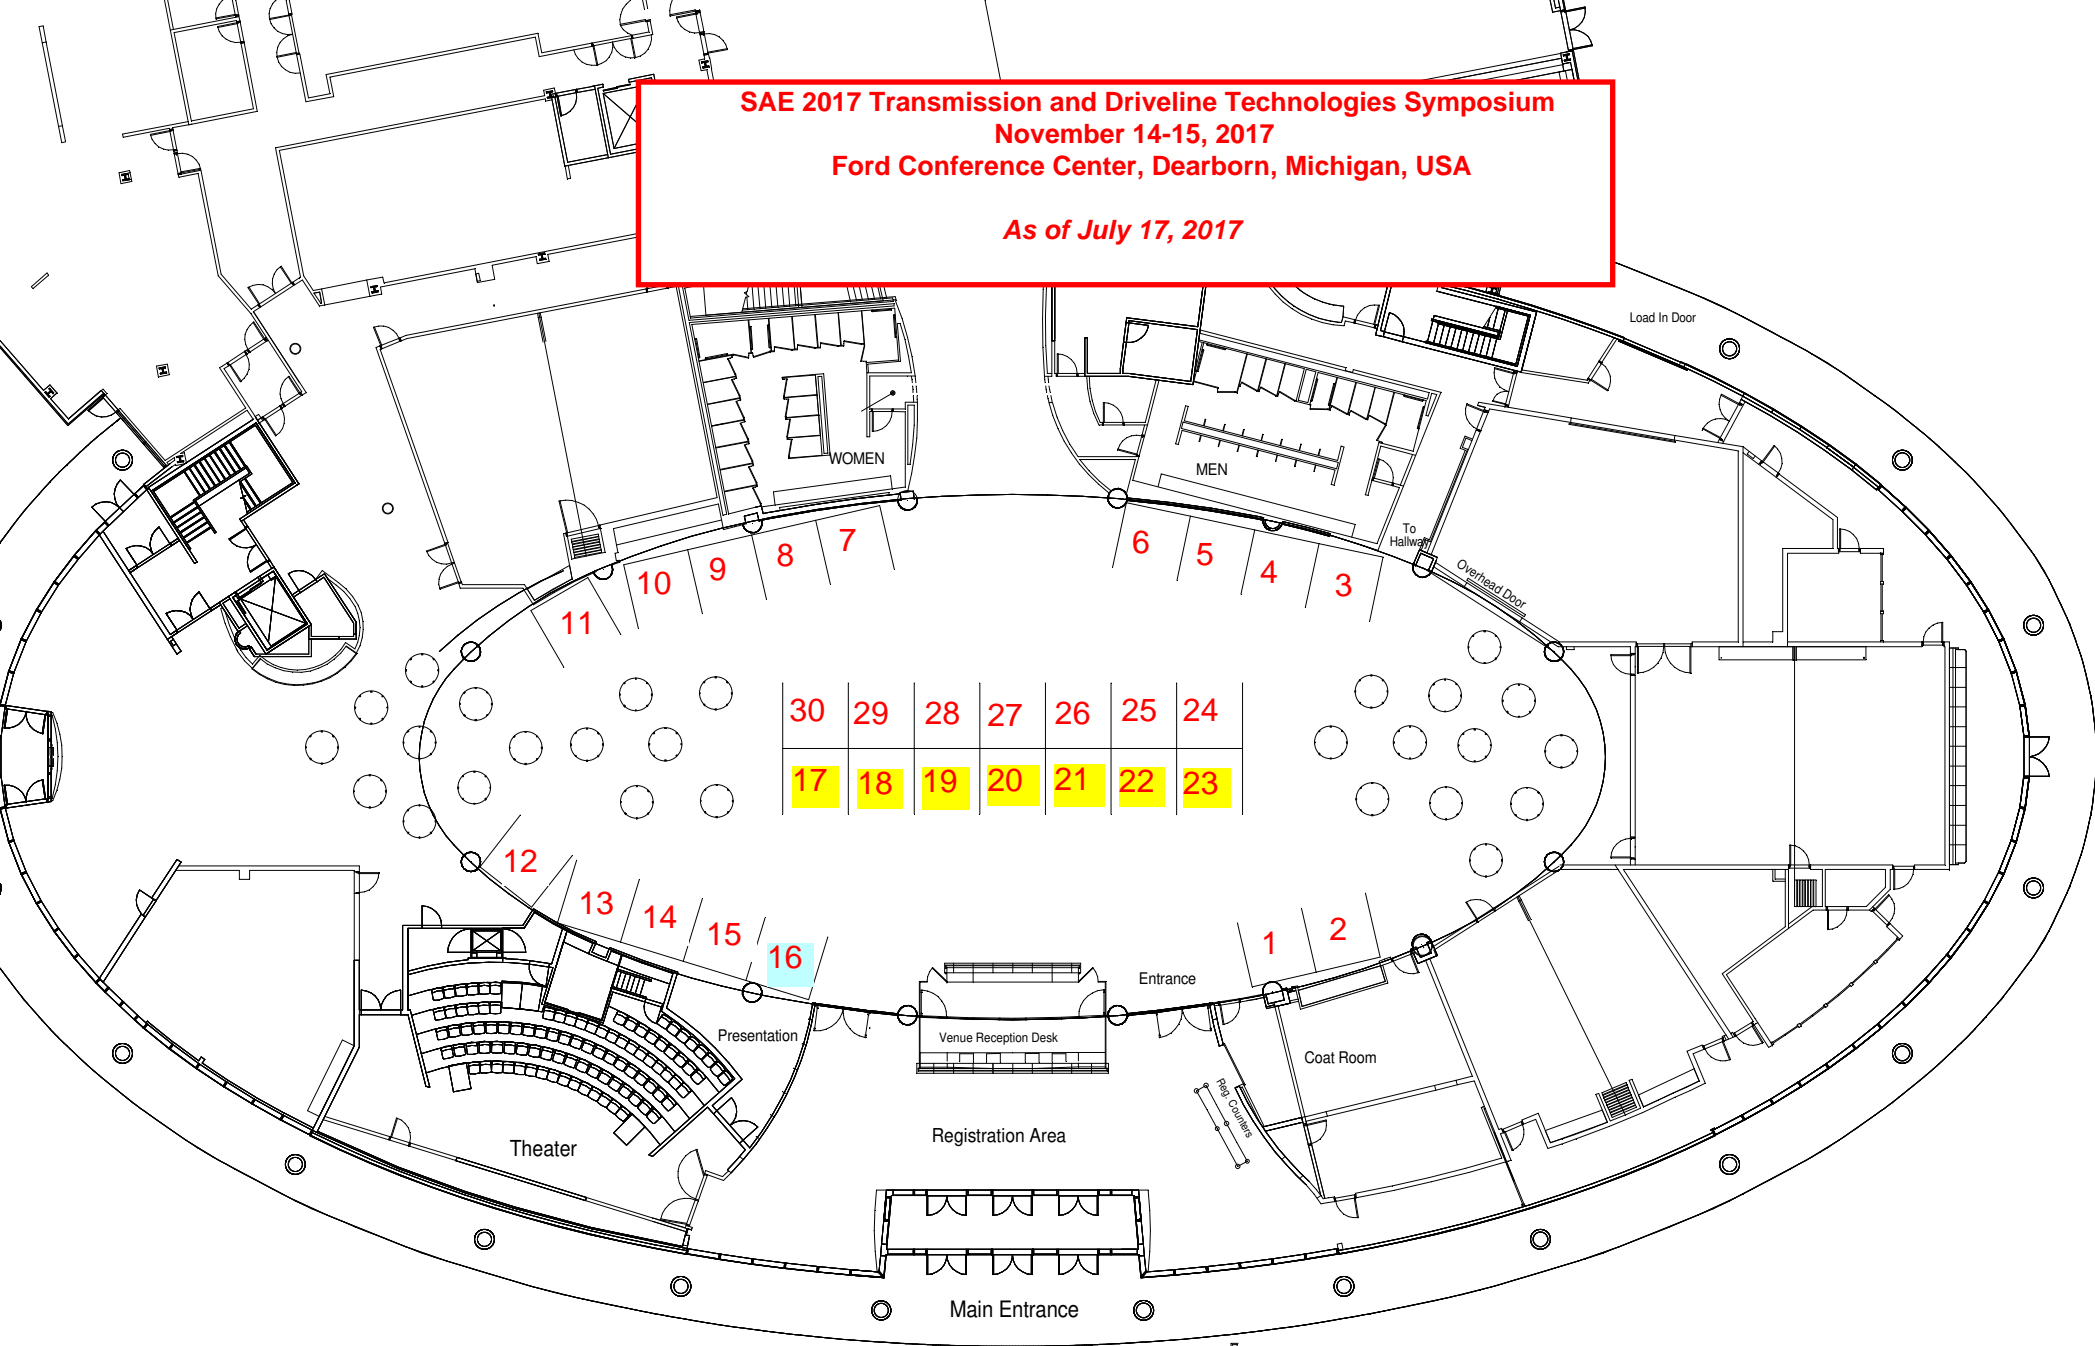 SAE 2017 Transmission and Driveline Technologies Symposium
November 14-15, 2017
Ford Conference Center, Dearborn, Michigan, USA
As of July 17, 2017
Load In Door
WOMEN
MEN
To
Hallway
Overhead Door
7
8
9
10
11
6
5
4
3
30 29 28 27 26 25 24
17 18 19 20 21 22 23
12
13
14
15
16
1
2
Entrance
Presentation
Venue Reception Desk
Coat Room
Reg. Counters
Theater
Registration Area
Main Entrance